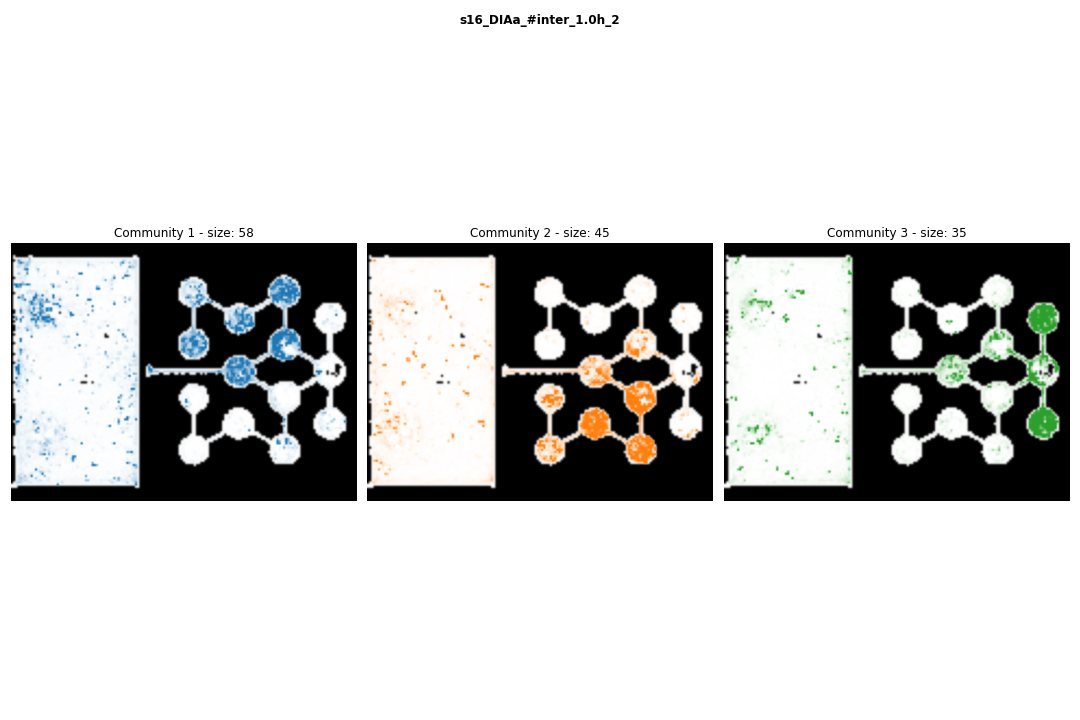 s16_DIAa_#inter_1.0h_2
Community 1 - size: 58
Community 2 - size: 45
Community 3 - size: 35